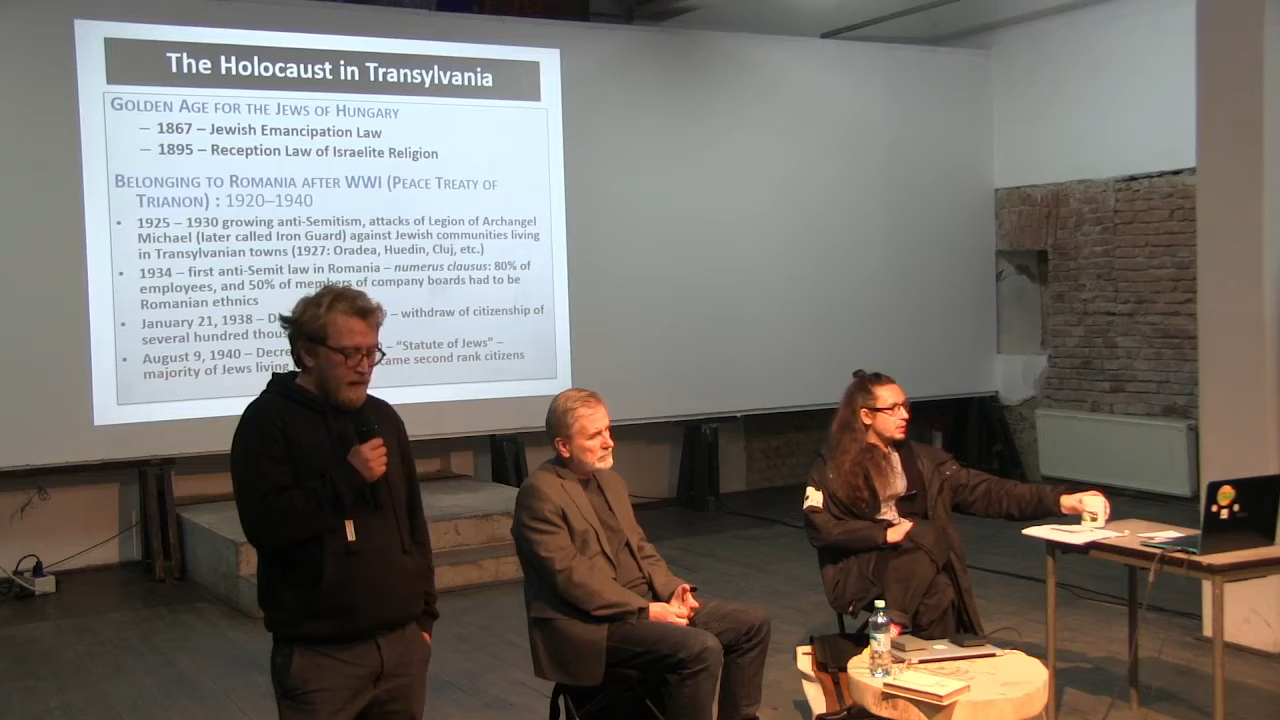 The Holocaust in Transylvania
GOLDEN AGE FOR THE JEWS OF HUNGARY
– 1867 – Jewish Emancipation Law
– 1895 – Reception Law of Israelite Religion
BELONGING TO ROMANIA AFTER WWI (PEACE TREATY OF
TRIANON) : 1920–1940
• 1925 – 1930 growing anti-Semitism, attacks of Legion of Archangel
Michael (later called Iron Guard) against Jewish communities living
in Transylvanian towns (1927: Oradea, Huedin, Cluj, etc.)
• 1934 – first anti-Semit law in Romania – numerus clausus: 80% of
employees, and 50% of members of company boards had to be
Romanian ethnics
• January 21, 1938 – – withdraw of citizenship of
several hundred
• August 9, 1940 – – “Statute of Jews” –
majority of Jews living second rank citizens